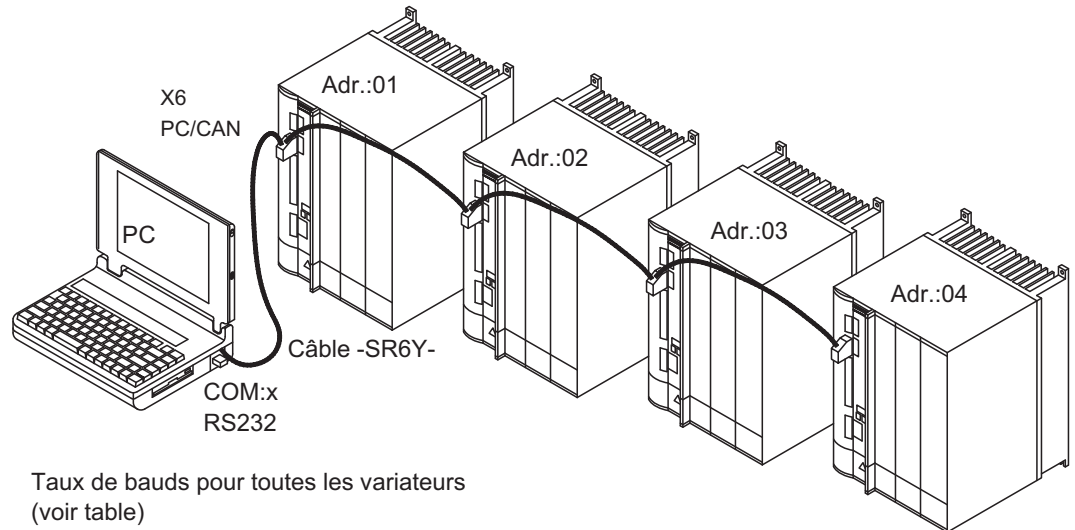 Adr.:01
X6
PC/CAN
Adr.:02
PC
Adr.:03
Adr.:04
Câble -SR6Y-
COM:x
RS232
Taux de bauds pour toutes les variateurs
(voir table)